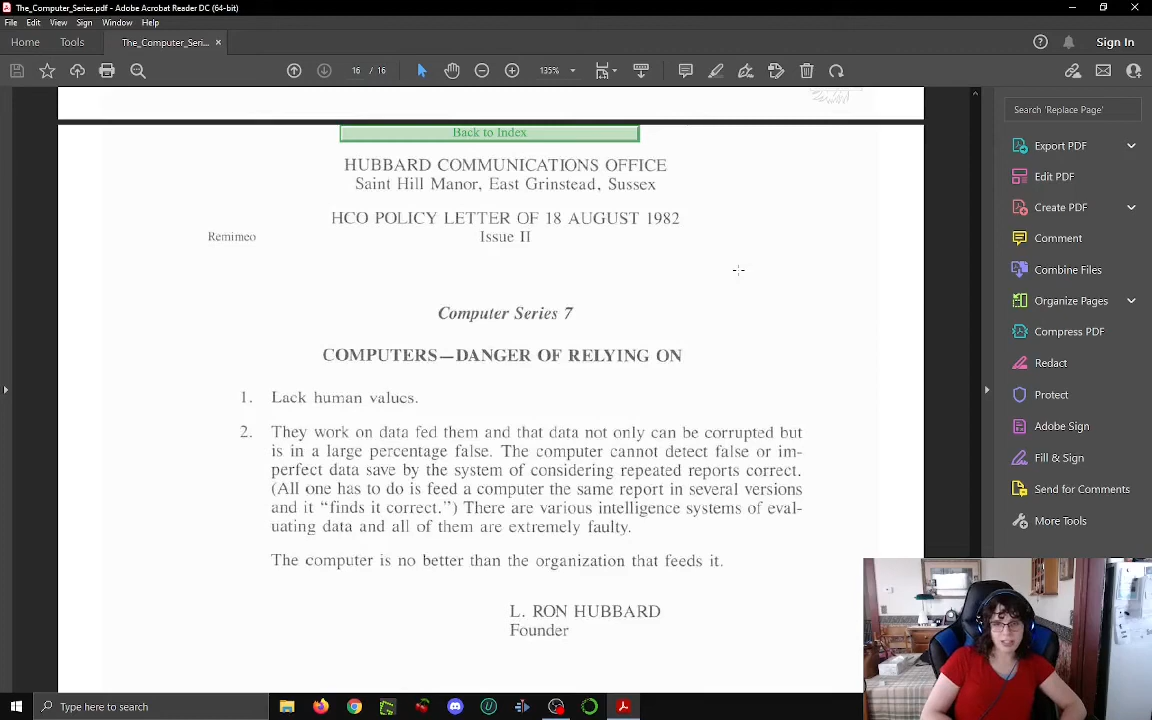 The_Computer_Series.pdf - Adobe Acrobat Reader DC (64-bit)
File Edit View Sign Window Help
Home Tools The_Computer_Seri... × Sign In
16 / 16 135%
Back to Index
HUBBARD COMMUNICATIONS OFFICE
Saint Hill Manor, East Grinstead, Sussex
HCO POLICY LETTER OF 18 AUGUST 1982
Remimeo Issue II
Computer Series 7
COMPUTERS—DANGER OF RELYING ON
1. Lack human values.
2. They work on data fed them and that data not only can be corrupted but
is in a large percentage false. The computer cannot detect false or im-
perfect data save by the system of considering repeated reports correct.
(All one has to do is feed a computer the same report in several versions
and it “finds it correct.”) There are various intelligence systems of eval-
uating data and all of them are extremely faulty.
The computer is no better than the organization that feeds it.
L. RON HUBBARD
Founder
Search 'Replace Page'
Export PDF
Edit PDF
Create PDF
Comment
Combine Files
Organize Pages
Compress PDF
Redact
Protect
Adobe Sign
Fill & Sign
Send for Comments
More Tools
Type here to search